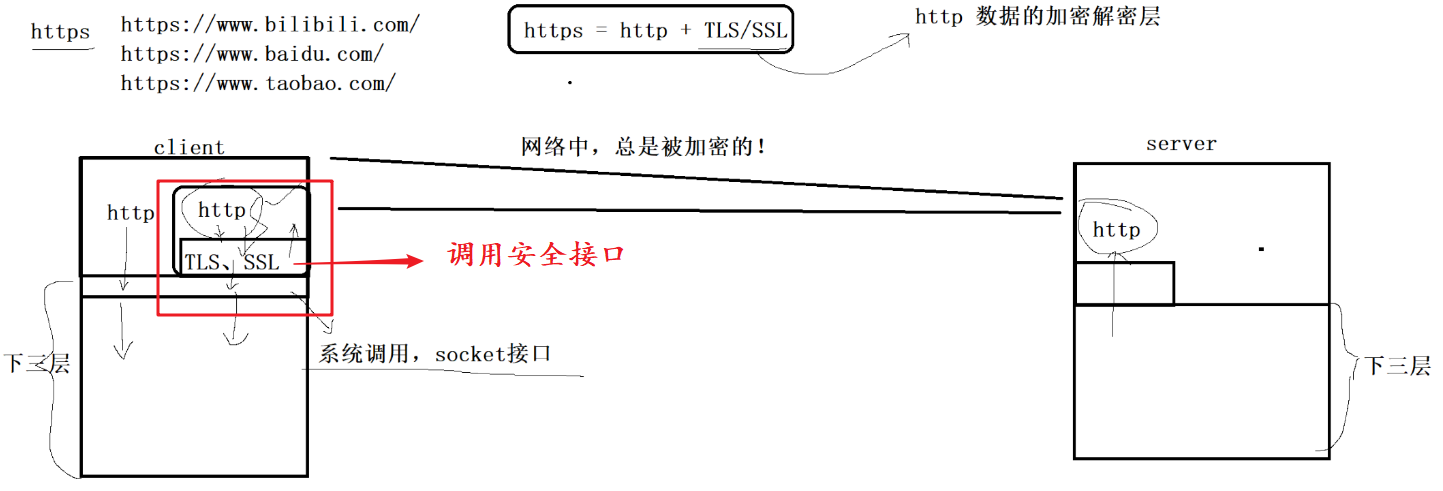 https
https://www.bilibili.com/
https://www.baidu.com/
https://www.taobao.com/
https = http + TLS/SSL
http 数据的加密解密层
client
网络中，总是被加密的！
server
http
http
TLS、SSL
调用安全接口
http
下三层
系统调用，socket接口
下三层